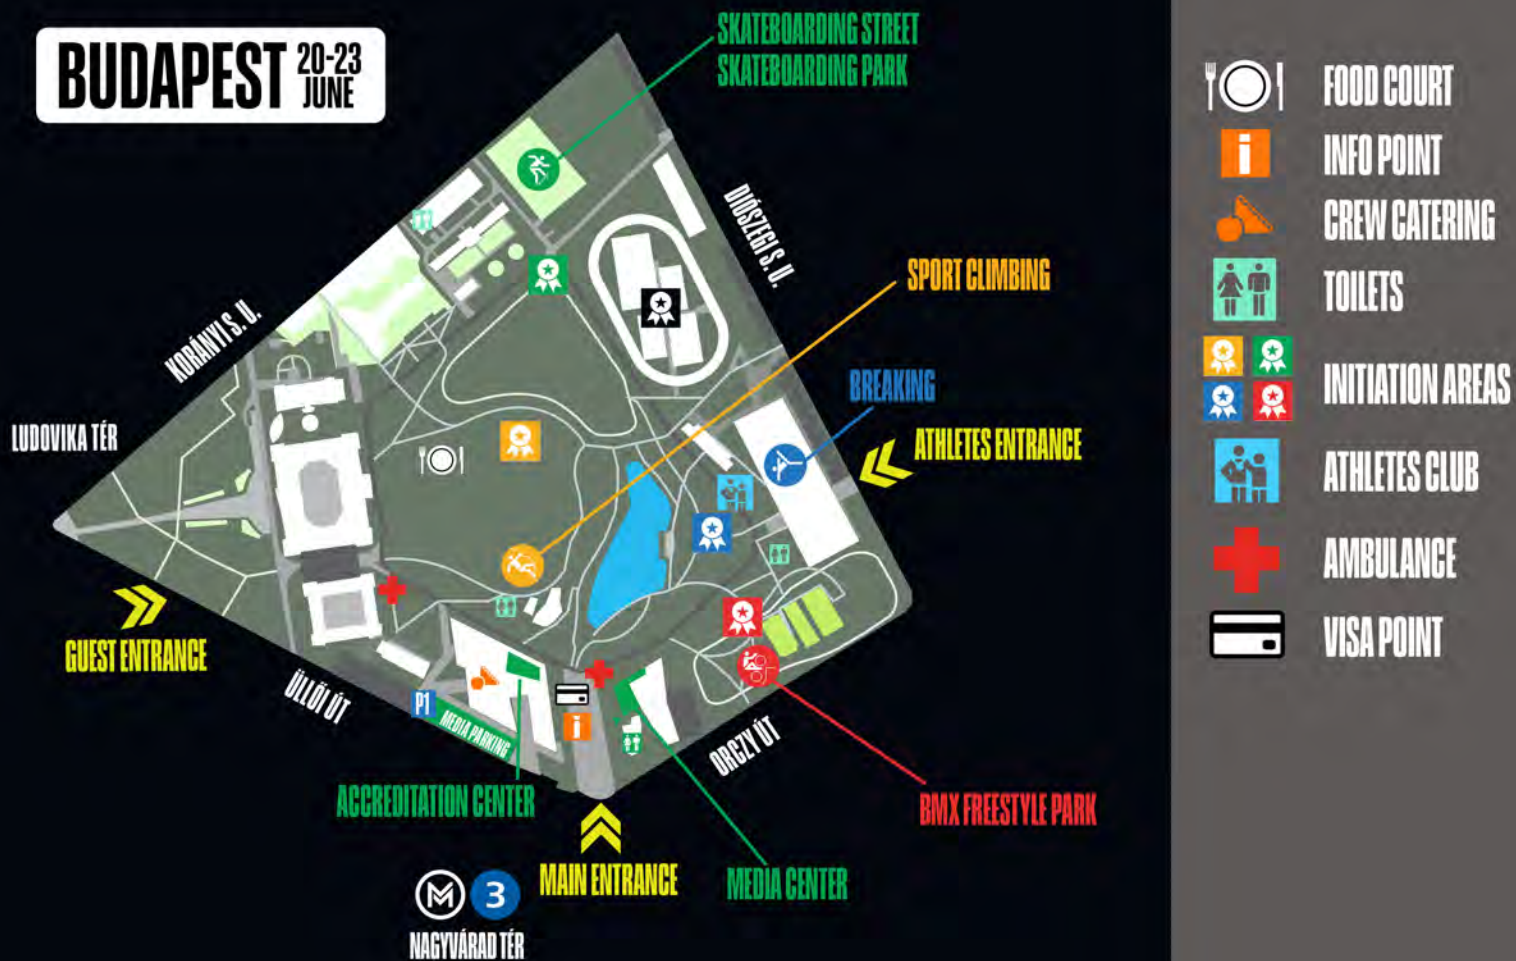 BUDAPEST 20-23 JUNE
SKATEBOARDING STREET
SKATEBOARDING PARK
DIÓSZEGI S. U.
KORÁNYI S. U.
SPORT CLIMBING
BREAKING
LUDOVIKA TÉR
ATHLETES ENTRANCE
GUEST ENTRANCE
ÜLLŐI ÚT
P1
MEDIA PARKING
i
ORCZY ÚT
ACCREDITATION CENTER
BMX FREESTYLE PARK
MAIN ENTRANCE
MEDIA CENTER
M 3
NAGYVÁRAD TÉR
FOOD COURT
i INFO POINT
CREW CATERING
TOILETS
INITIATION AREAS
ATHLETES CLUB
AMBULANCE
VISA POINT